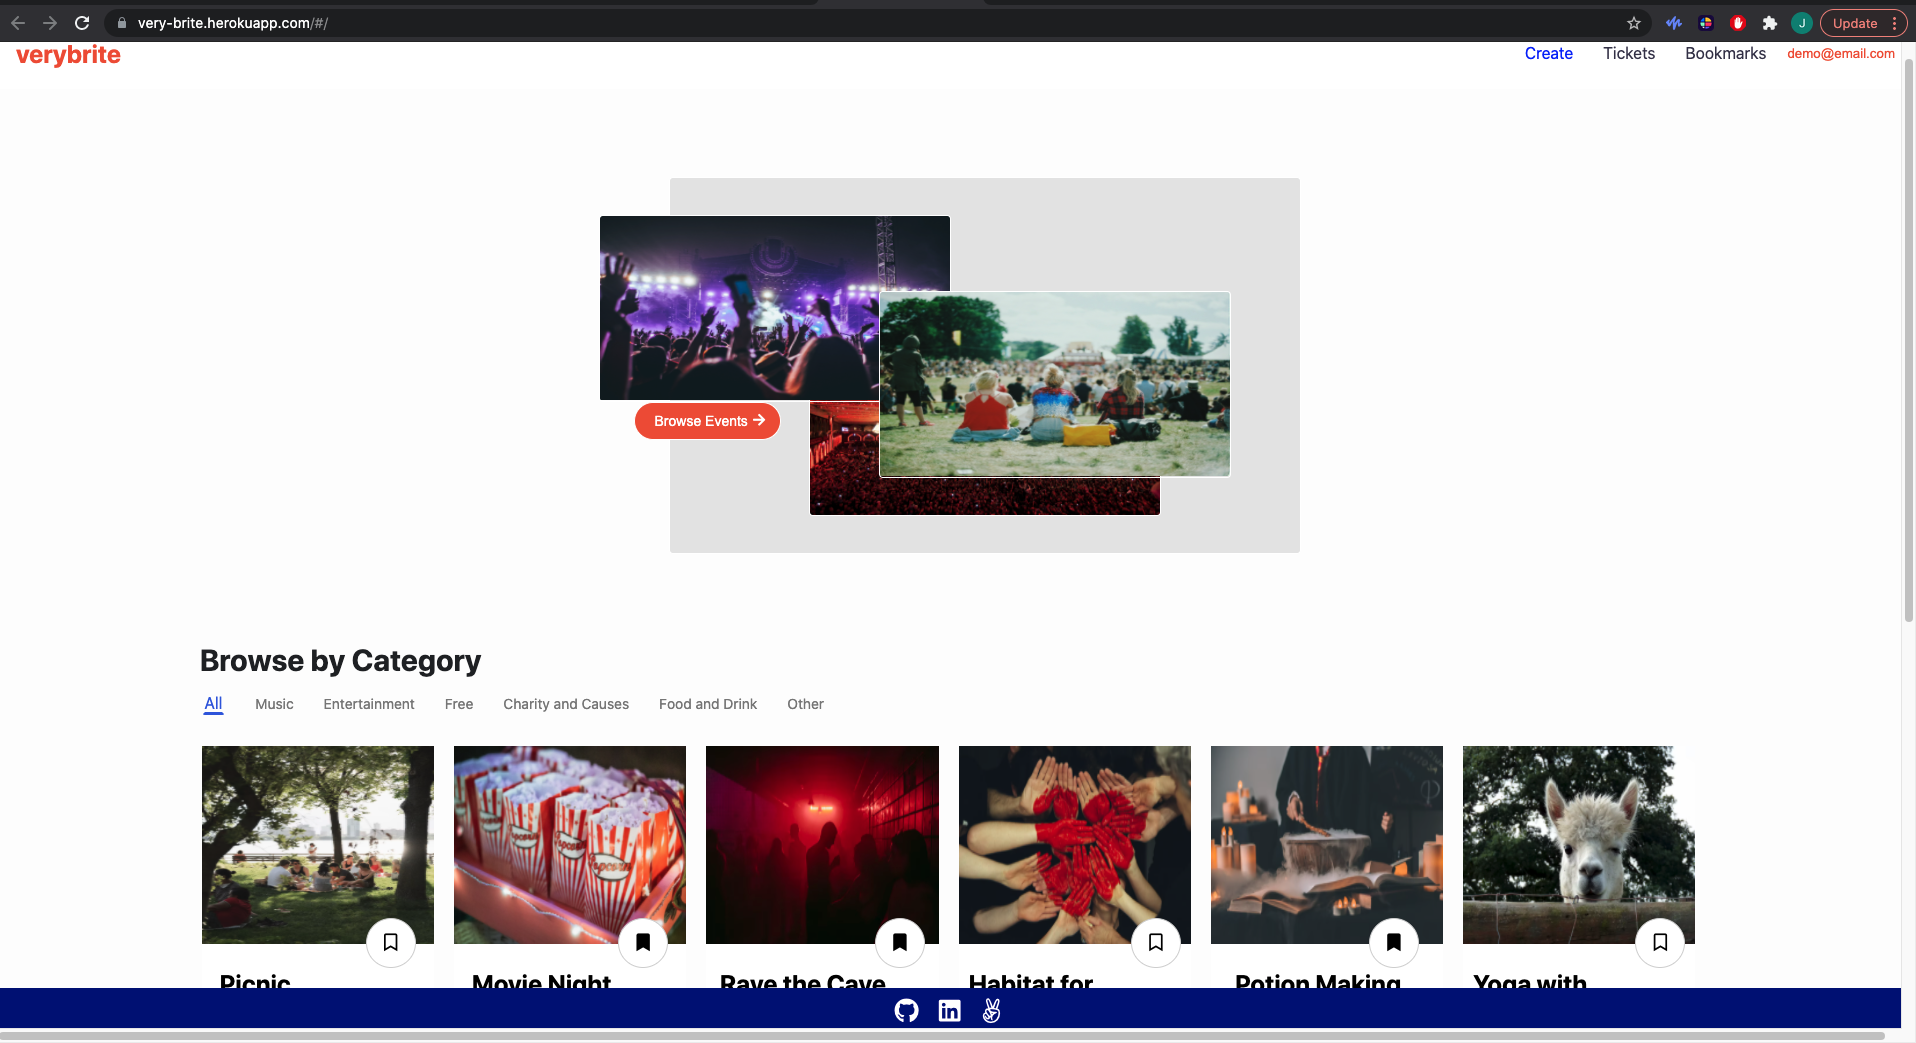 very-brite.herokuapp.com/#/
J
Update
verybrite
Create Tickets Bookmarks demo@email.com
Browse Events →
Browse by Category
All Music Entertainment Free Charity and Causes Food and Drink Other
Picnic Movie Night Rave the Cave Habitat for Potion Making Yoga with
in